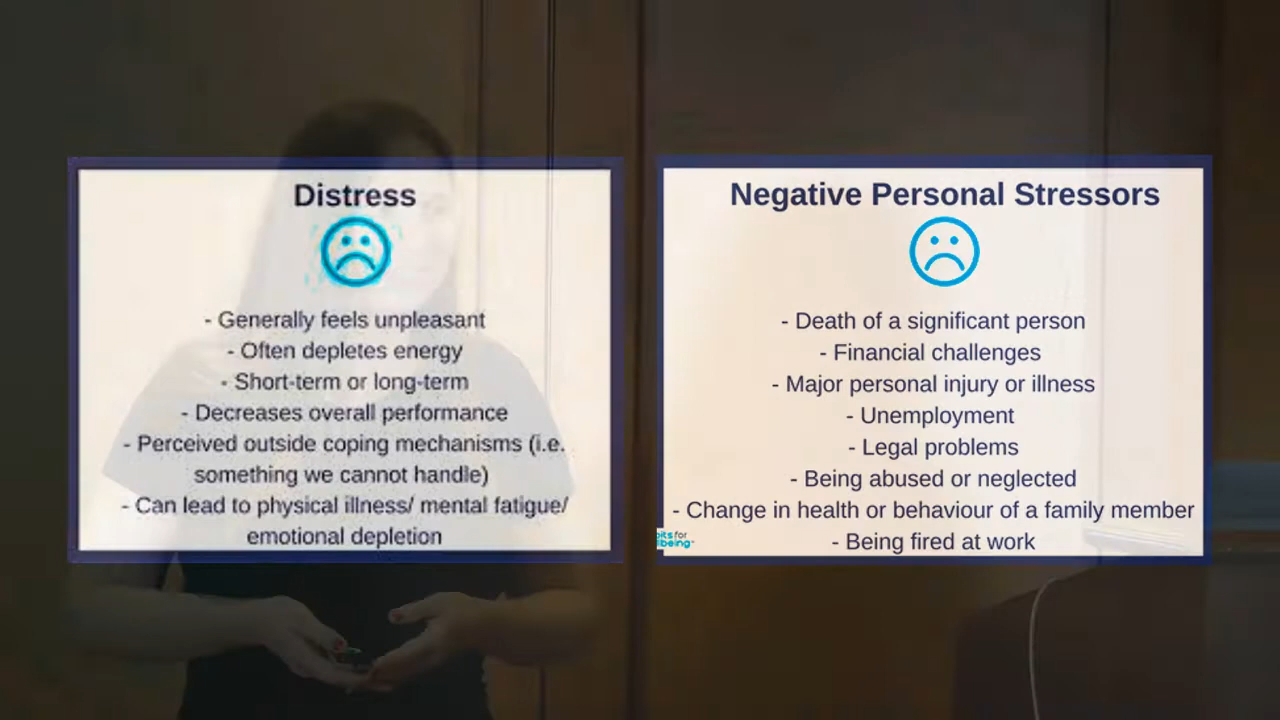 Distress
- Generally feels unpleasant
- Often depletes energy
- Short-term or long-term
- Decreases overall performance
- Perceived outside coping mechanisms (i.e.
something we cannot handle)
- Can lead to physical illness/ mental fatigue/
emotional depletion
Negative Personal Stressors
- Death of a significant person
- Financial challenges
- Major personal injury or illness
- Unemployment
- Legal problems
- Being abused or neglected
- Change in health or behaviour of a family member
- Being fired at work
for